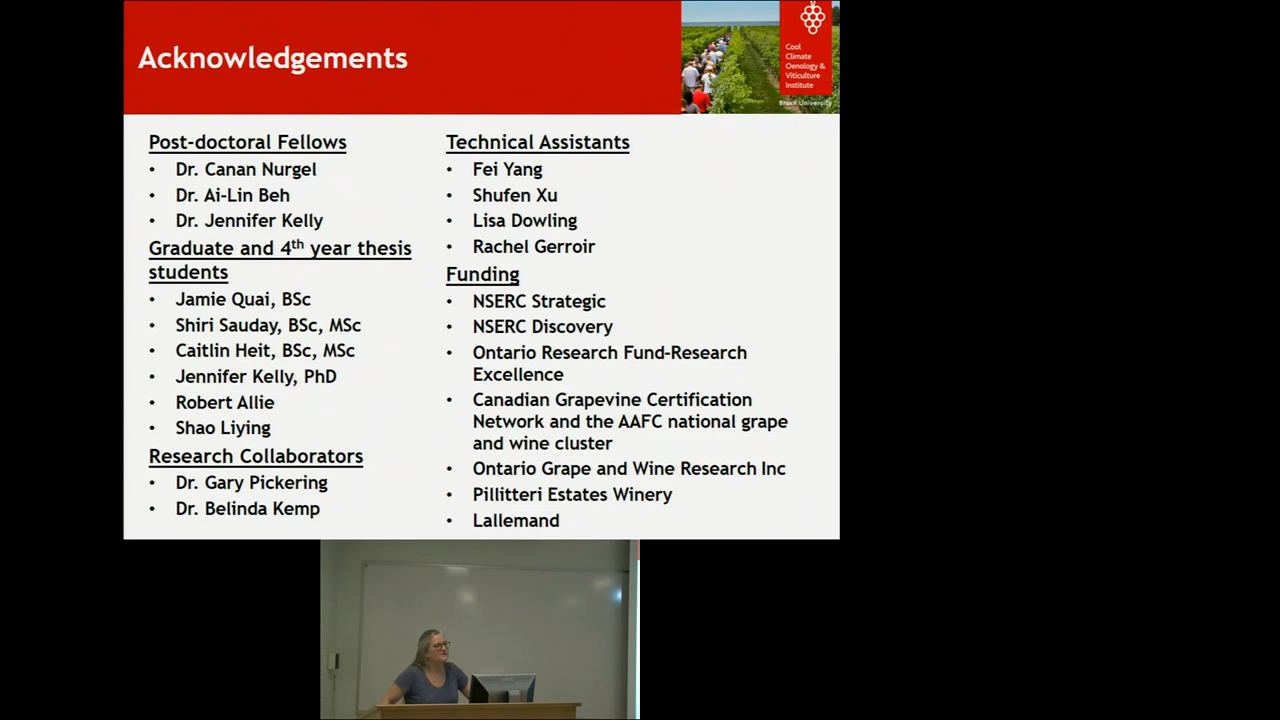 Acknowledgements
Cool
Climate
Oenology &
Viticulture
Institute
Brock University
Post-doctoral Fellows
• Dr. Canan Nurgel
• Dr. Ai-Lin Beh
• Dr. Jennifer Kelly
Graduate and 4th year thesis
students
• Jamie Quai, BSc
• Shiri Sauday, BSc, MSc
• Caitlin Heit, BSc, MSc
• Jennifer Kelly, PhD
• Robert Allie
• Shao Liying
Research Collaborators
• Dr. Gary Pickering
• Dr. Belinda Kemp
Technical Assistants
• Fei Yang
• Shufen Xu
• Lisa Dowling
• Rachel Gerroir
Funding
• NSERC Strategic
• NSERC Discovery
• Ontario Research Fund-Research
Excellence
• Canadian Grapevine Certification
Network and the AAFC national grape
and wine cluster
• Ontario Grape and Wine Research Inc
• Pillitteri Estates Winery
• Lallemand